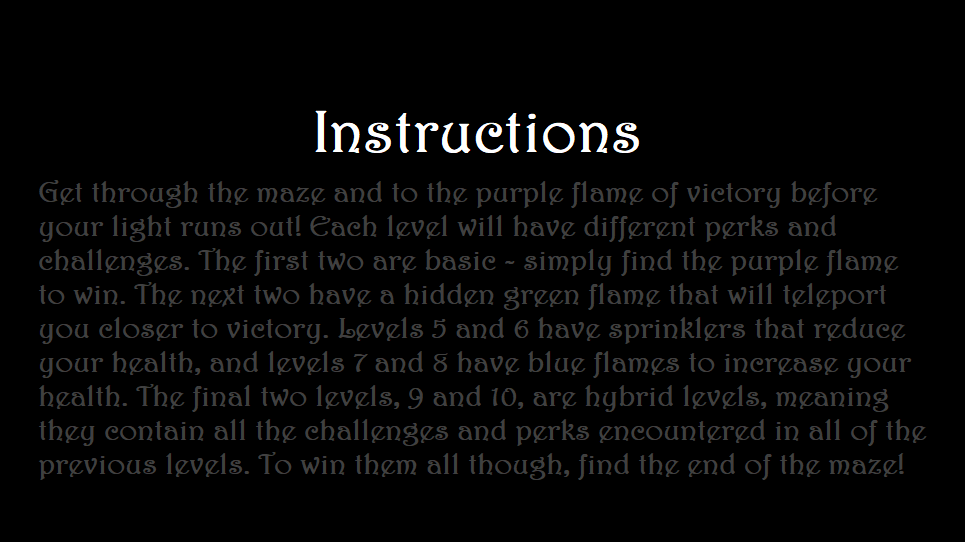 Instructions
Get through the maze and to the purple flame of victory before
your light runs out! Each level will have different perks and
challenges. The first two are basic - simply find the purple flame
to win. The next two have a hidden green flame that will teleport
you closer to victory. Levels 5 and 6 have sprinklers that reduce
your health, and levels 7 and 8 have blue flames to increase your
health. The final two levels, 9 and 10, are hybrid levels, meaning
they contain all the challenges and perks encountered in all of the
previous levels. To win them all though, find the end of the maze!